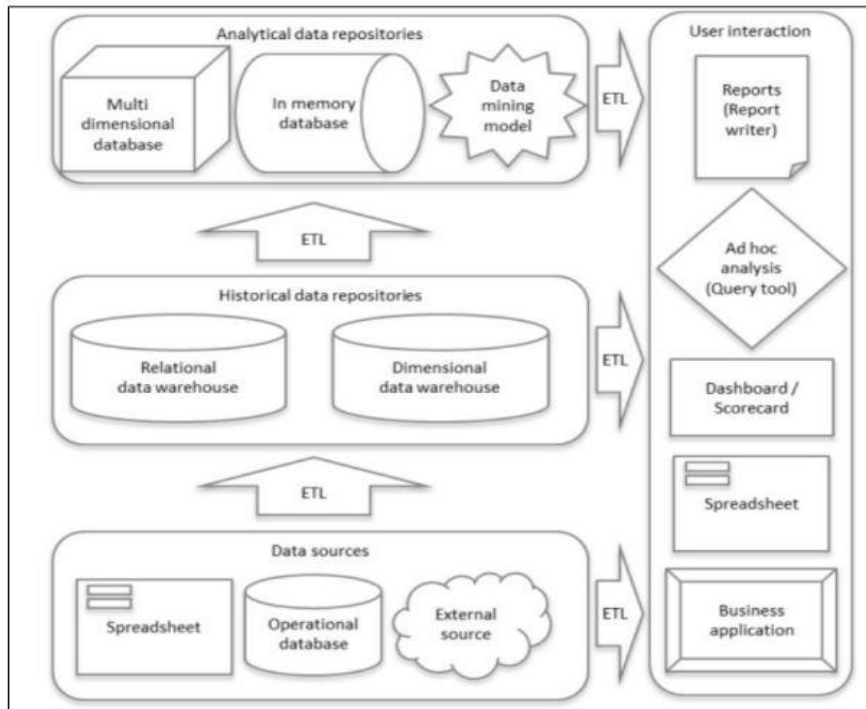 Analytical data repositories
Multi
dimensional
database
In memory
database
Data
mining
model
ETL
ETL
Historical data repositories
Relational
data warehouse
Dimensional
data warehouse
ETL
ETL
Data sources
Spreadsheet
Operational
database
External
source
ETL
User interaction
Reports
(Report
writer)
Ad hoc
analysis
(Query tool)
Dashboard /
Scorecard
Spreadsheet
Business
application